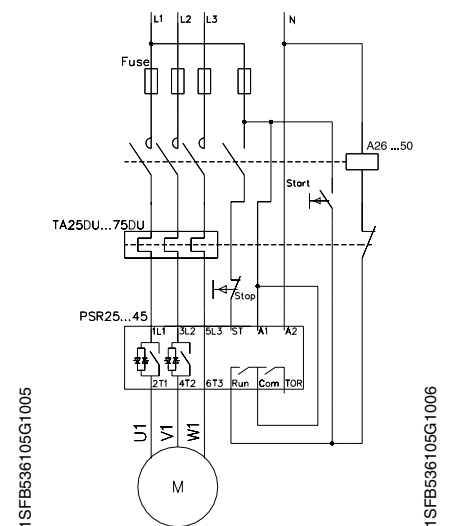 L1 L2 L3 N
Fuse
A26 ...50
Start
TA25DU...75DU
Stop
PSR25...45
1L1 3L2 5L3 ST A1 A2
2T1 4T2 6T3 Run Com TOR
U1 V1 W1
M
1SFB536105G1005
1SFB536105G1006